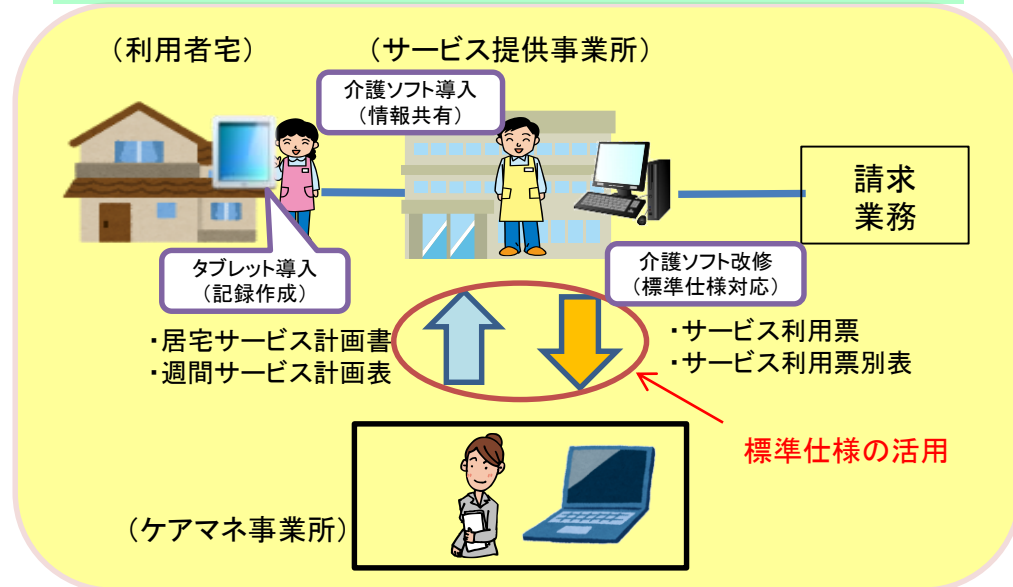 （利用者宅）
（サービス提供事業所）
介護ソフト導入
（情報共有）
請求
業務
タブレット導入
（記録作成）
介護ソフト改修
（標準仕様対応）
・居宅サービス計画書
・週間サービス計画表
・サービス利用票
・サービス利用票別表
標準仕様の活用
（ケアマネ事業所）